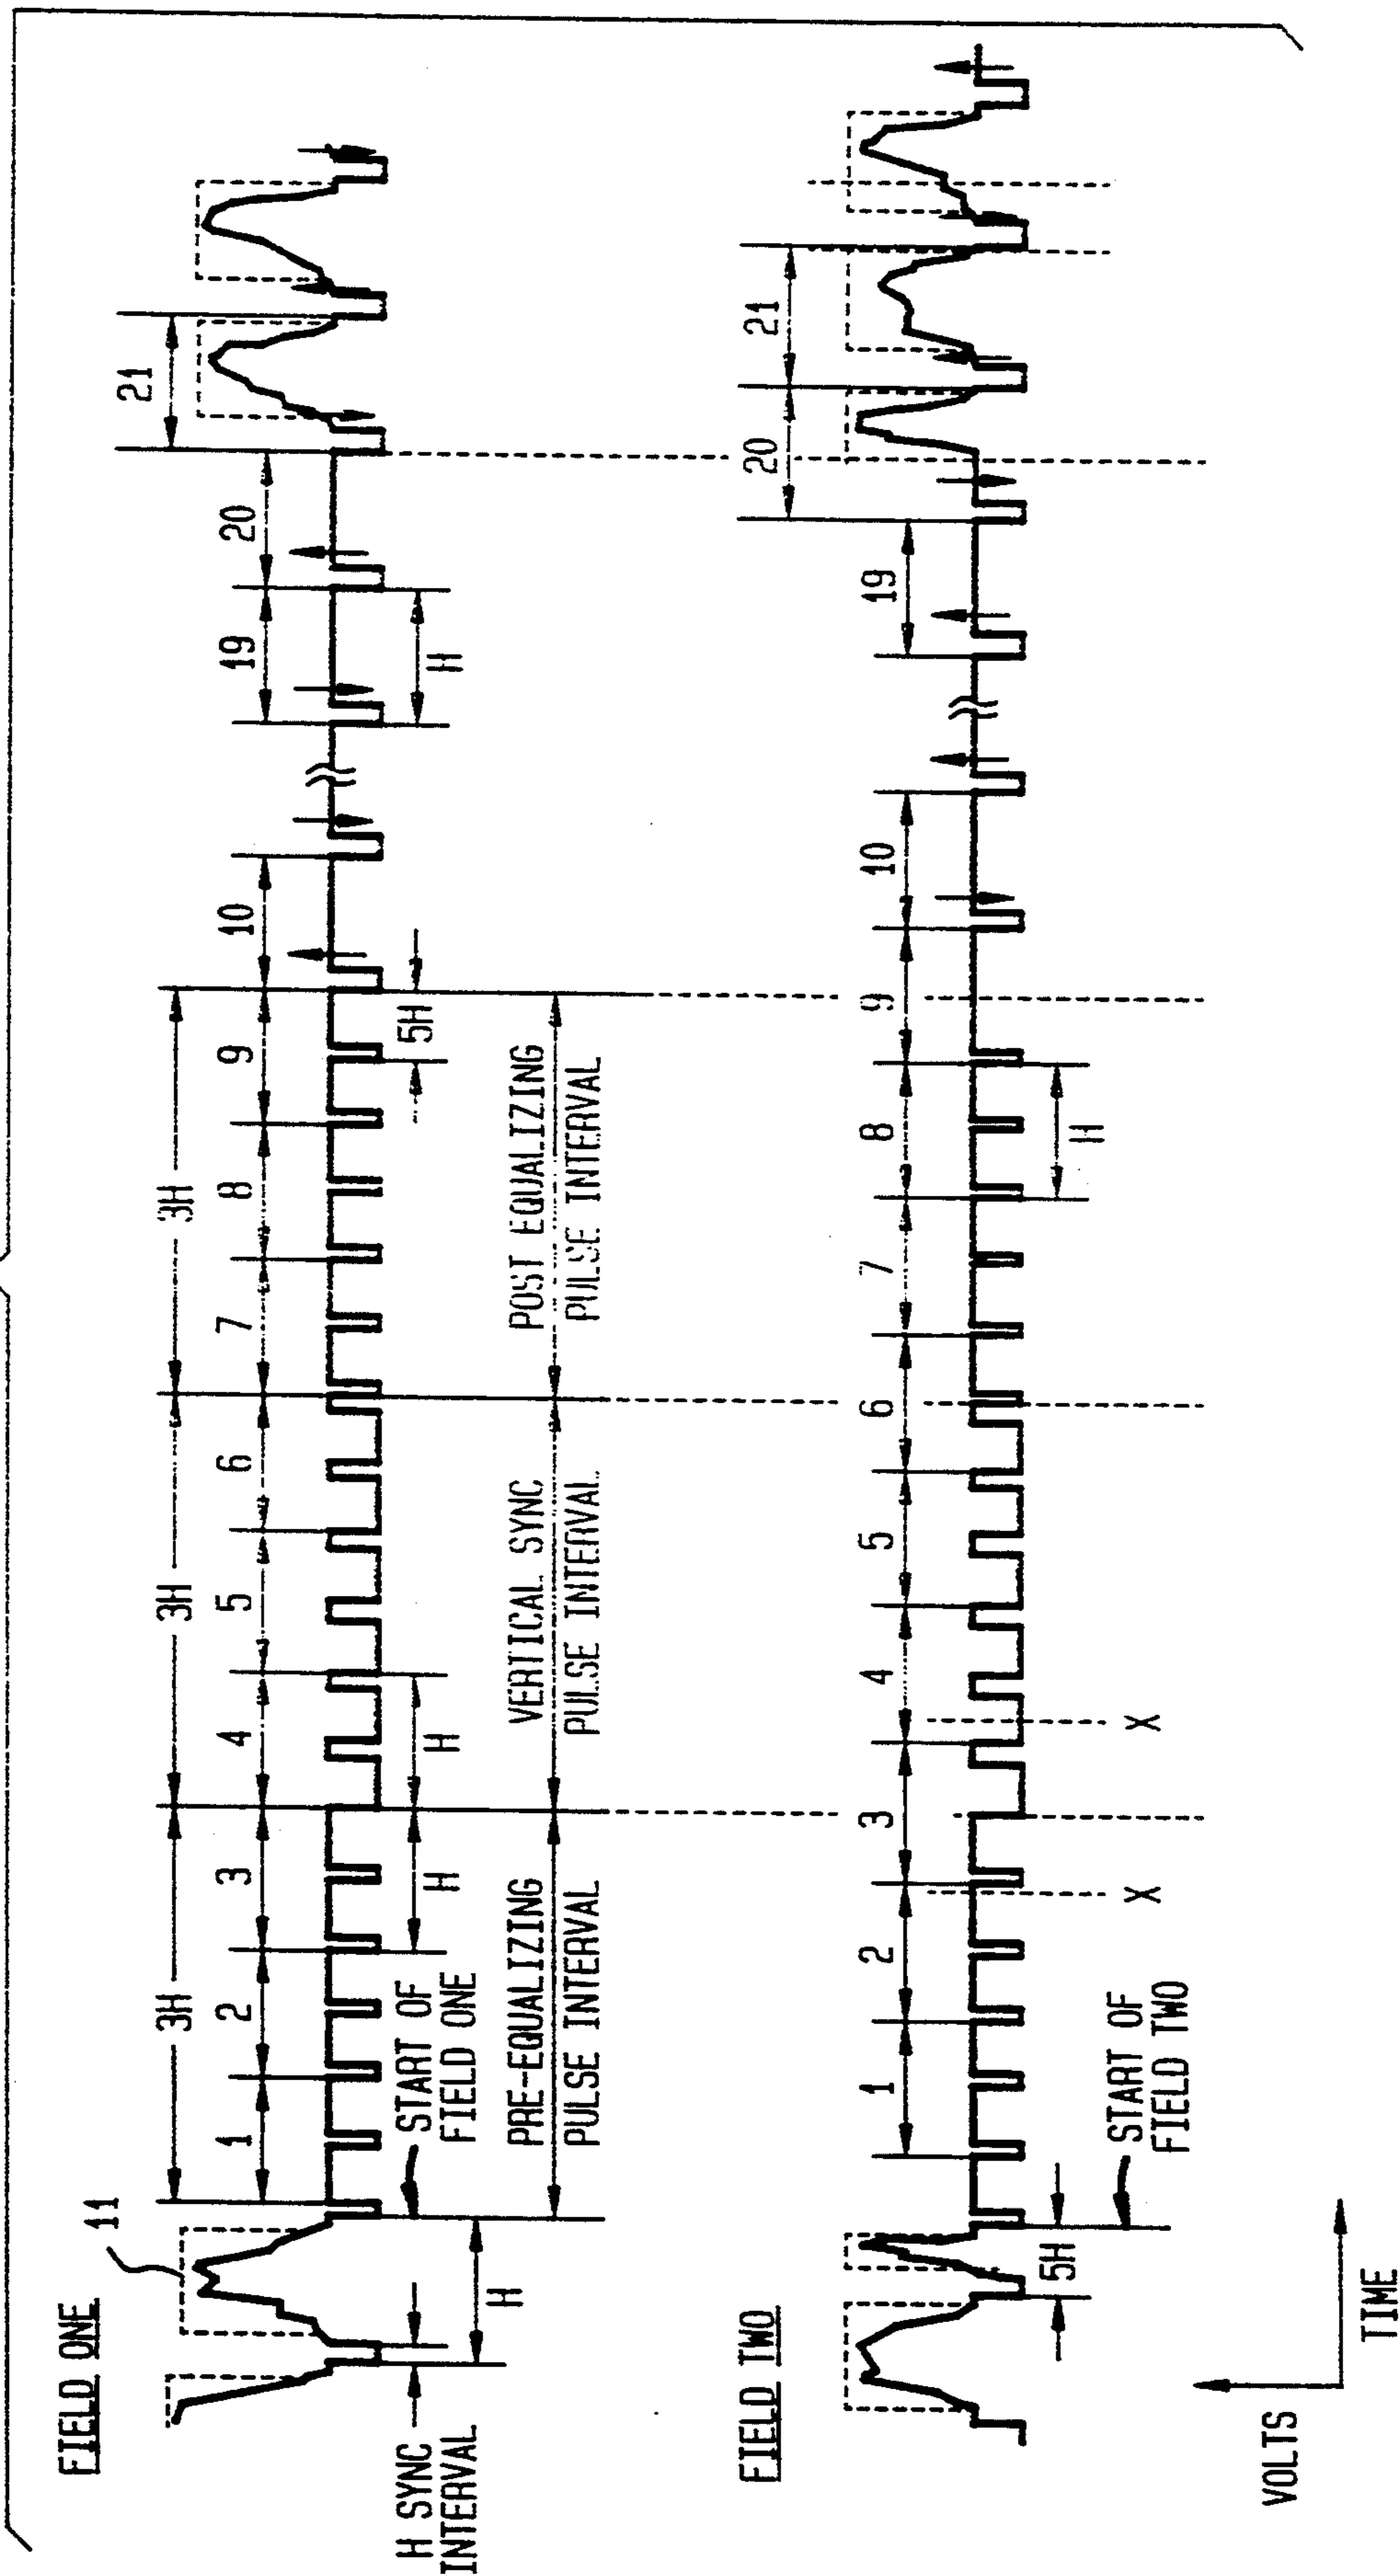 FIELD ONE
11
3H
3H
3H
1
2
3
4
5
6
7
8
9
10
19
20
21
H SYNC
INTERVAL
H
START OF
FIELD ONE
H
H
5H
H
PRE-EQUALIZING
PULSE INTERVAL
VERTICAL SYNC
PULSE INTERVAL
POST EQUALIZING
PULSE INTERVAL
FIELD TWO
1
2
3
4
5
6
7
8
9
10
19
20
21
5H
START OF
FIELD TWO
X
X
H
VOLTS
TIME